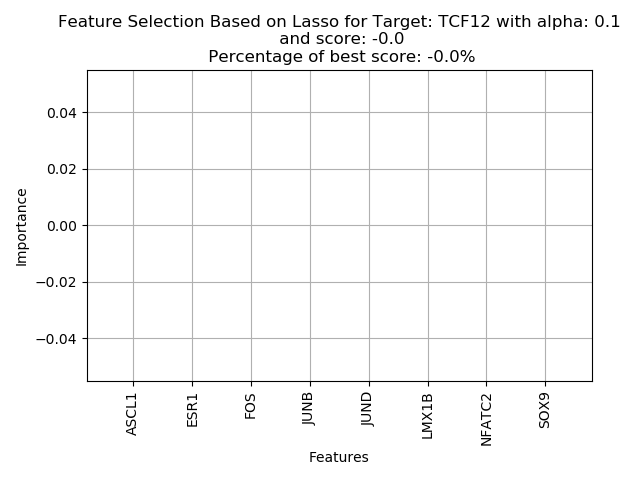 Feature Selection Based on Lasso for Target: TCF12 with alpha: 0.1
and score: -0.0
Percentage of best score: -0.0%
0.04
0.02
0.00
−0.02
−0.04
Importance
ASCL1
ESR1
FOS
JUNB
JUND
LMX1B
NFATC2
SOX9
Features